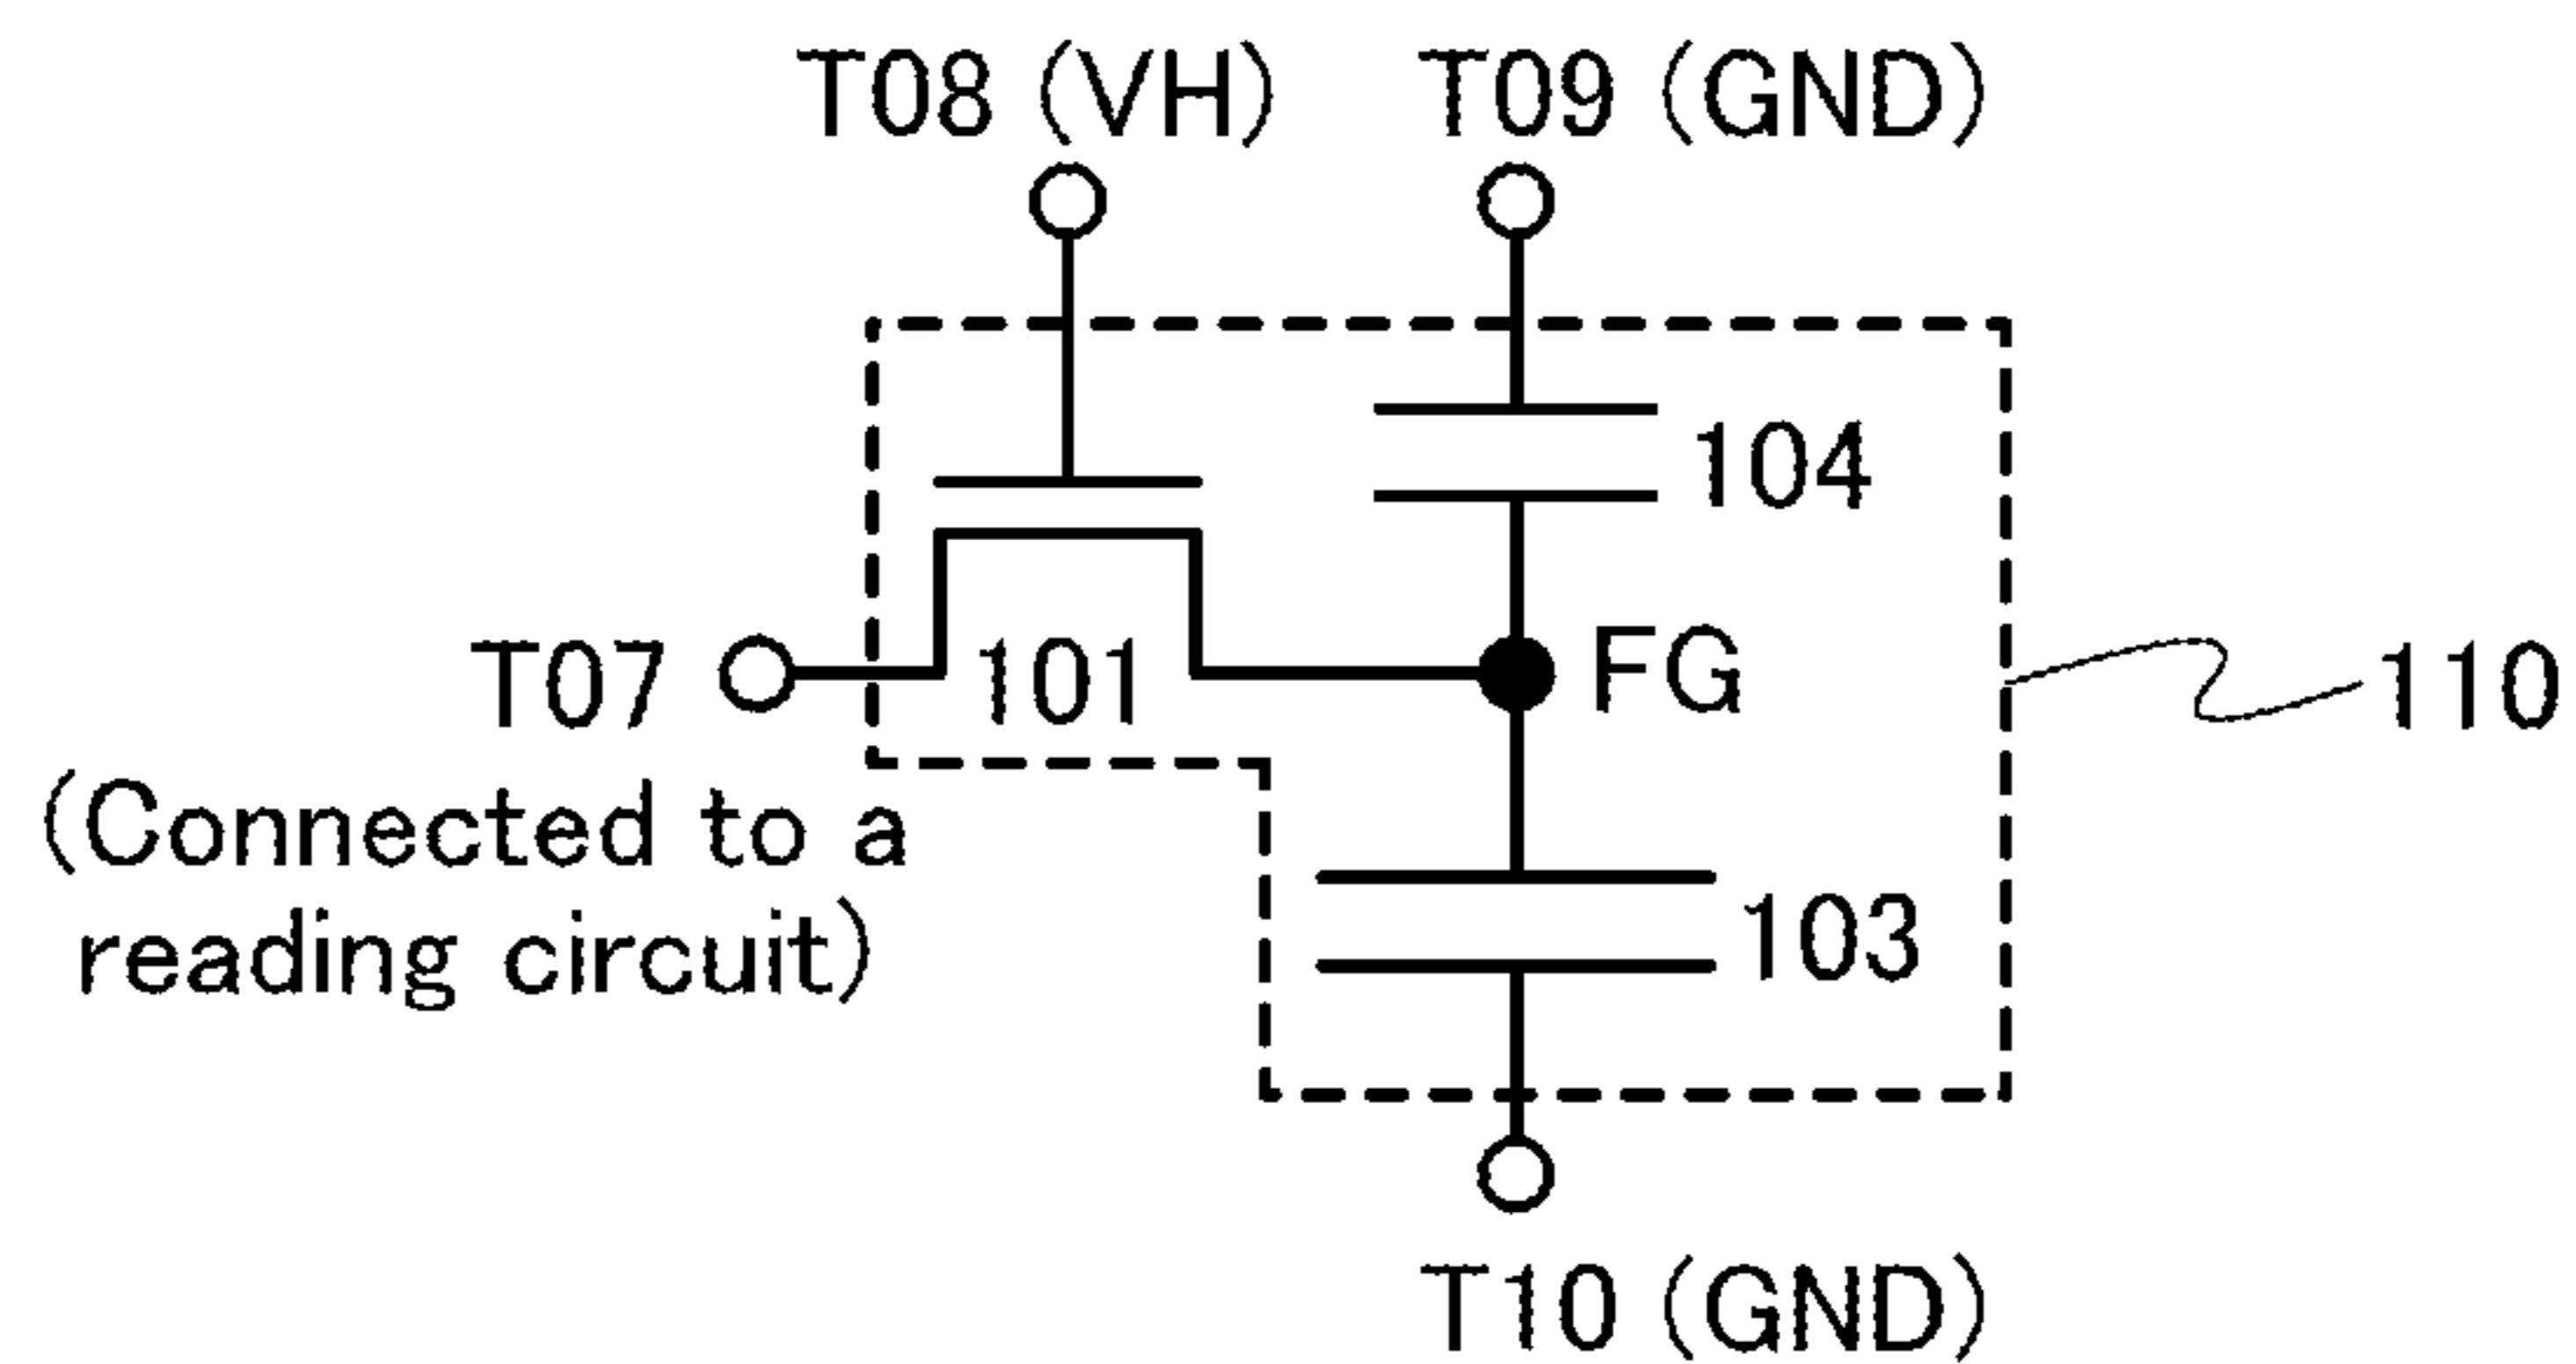 T08 (VH)
T09 (GND)
104
T07
101
FG
110
(Connected to a
reading circuit)
103
T10 (GND)